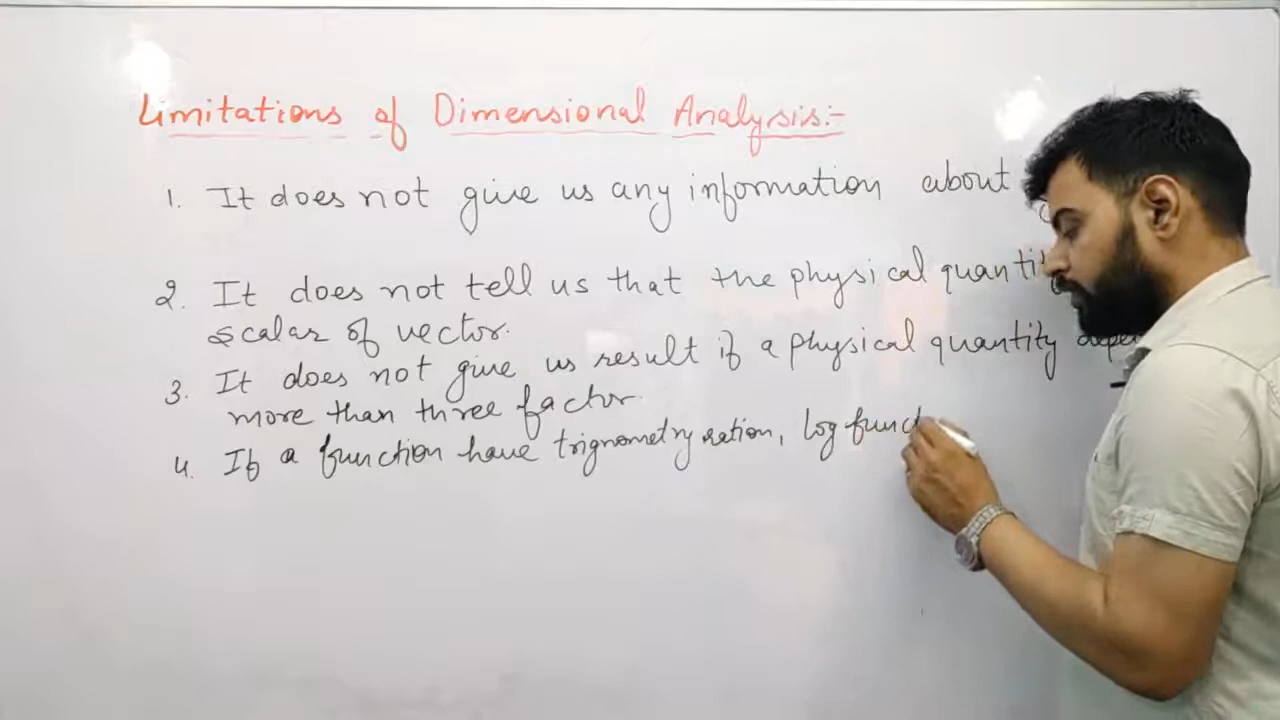 Limitations of Dimensional Analysis:-
1. It does not give us any information about
2. It does not tell us that the physical quanti
scalar of vector.
3. It does not give us result if a physical quantity depe
more than three factor.
4. If a function have trignometry ration, log funct